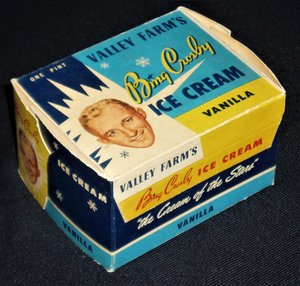 ONE PINT
VALLEY FARM'S
Bing Crosby
ICE CREAM
VANILLA
ICE CREAM
VANILLA
VALLEY FARM'S
Bing Crosby ICE CREAM
"the Cream of the Stars"
VANILLA